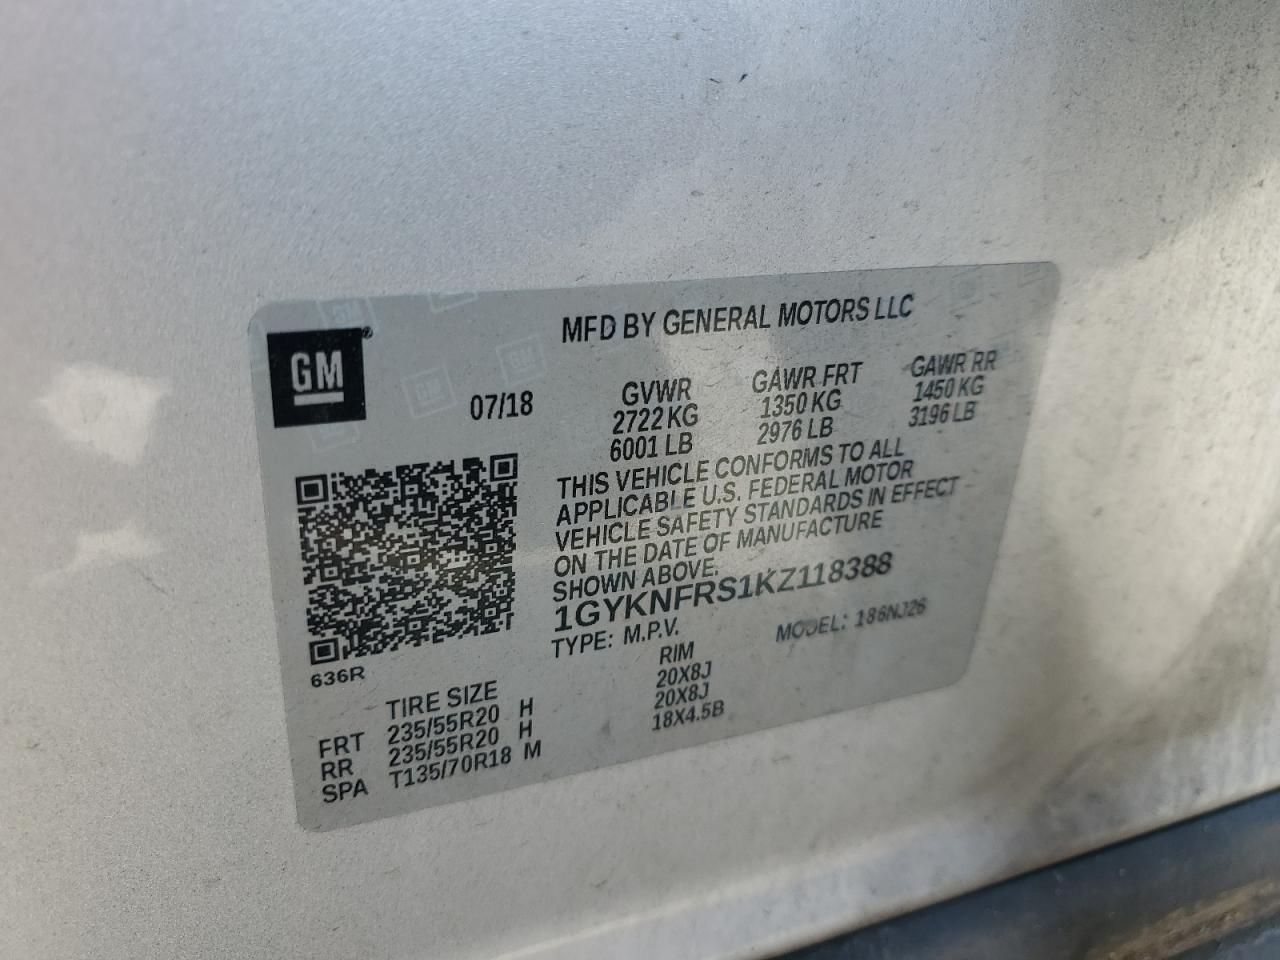 MFD BY GENERAL MOTORS LLC
GM®
07/18
GVWR GAWR FRT GAWR RR
2722 KG 1350 KG 1450 KG
6001 LB 2976 LB 3196 LB
THIS VEHICLE CONFORMS TO ALL
APPLICABLE U.S. FEDERAL MOTOR
VEHICLE SAFETY STANDARDS IN EFFECT
ON THE DATE OF MANUFACTURE
SHOWN ABOVE.
1GYKNFRS1KZ118388
TYPE: M.P.V. MODEL: 186NJ26
636R
TIRE SIZE RIM
FRT 235/55R20 H 20X8J
RR 235/55R20 H 20X8J
SPA T135/70R18 M 18X4.5B